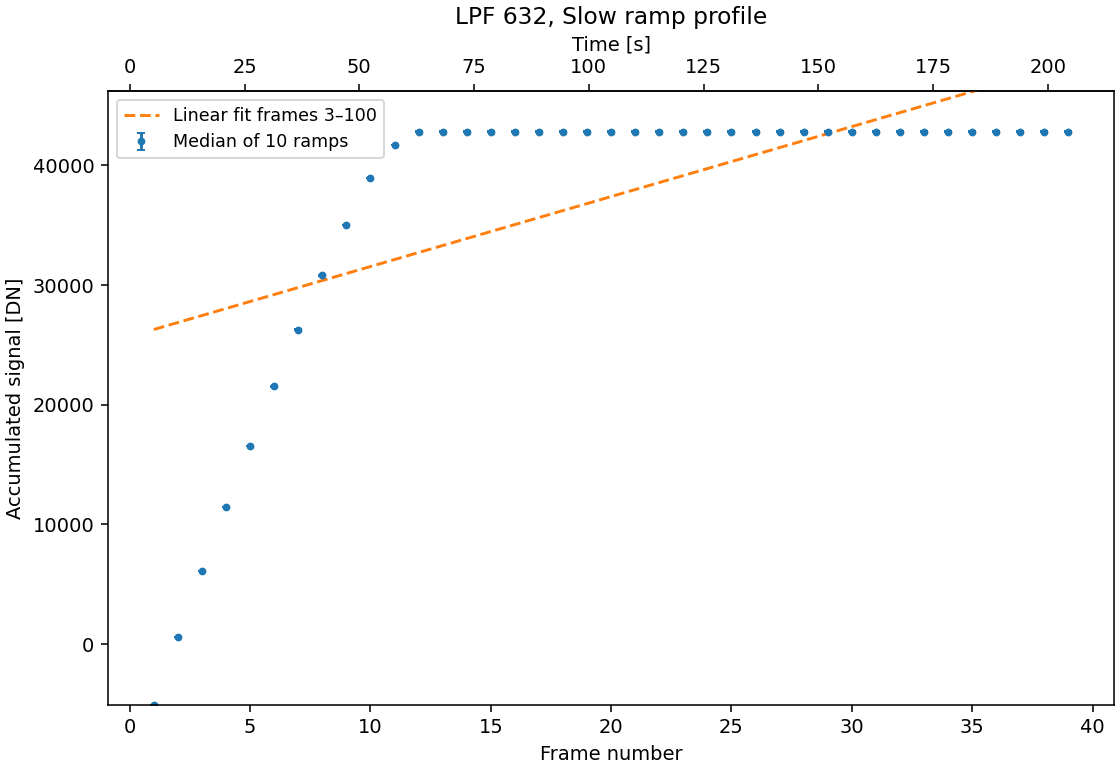 LPF 632, Slow ramp profile
Time [s]
0 25 50 75 100 125 150 175 200
Linear fit frames 3–100
Median of 10 ramps
Accumulated signal [DN]
40000
30000
20000
10000
0
0 5 10 15 20 25 30 35 40
Frame number